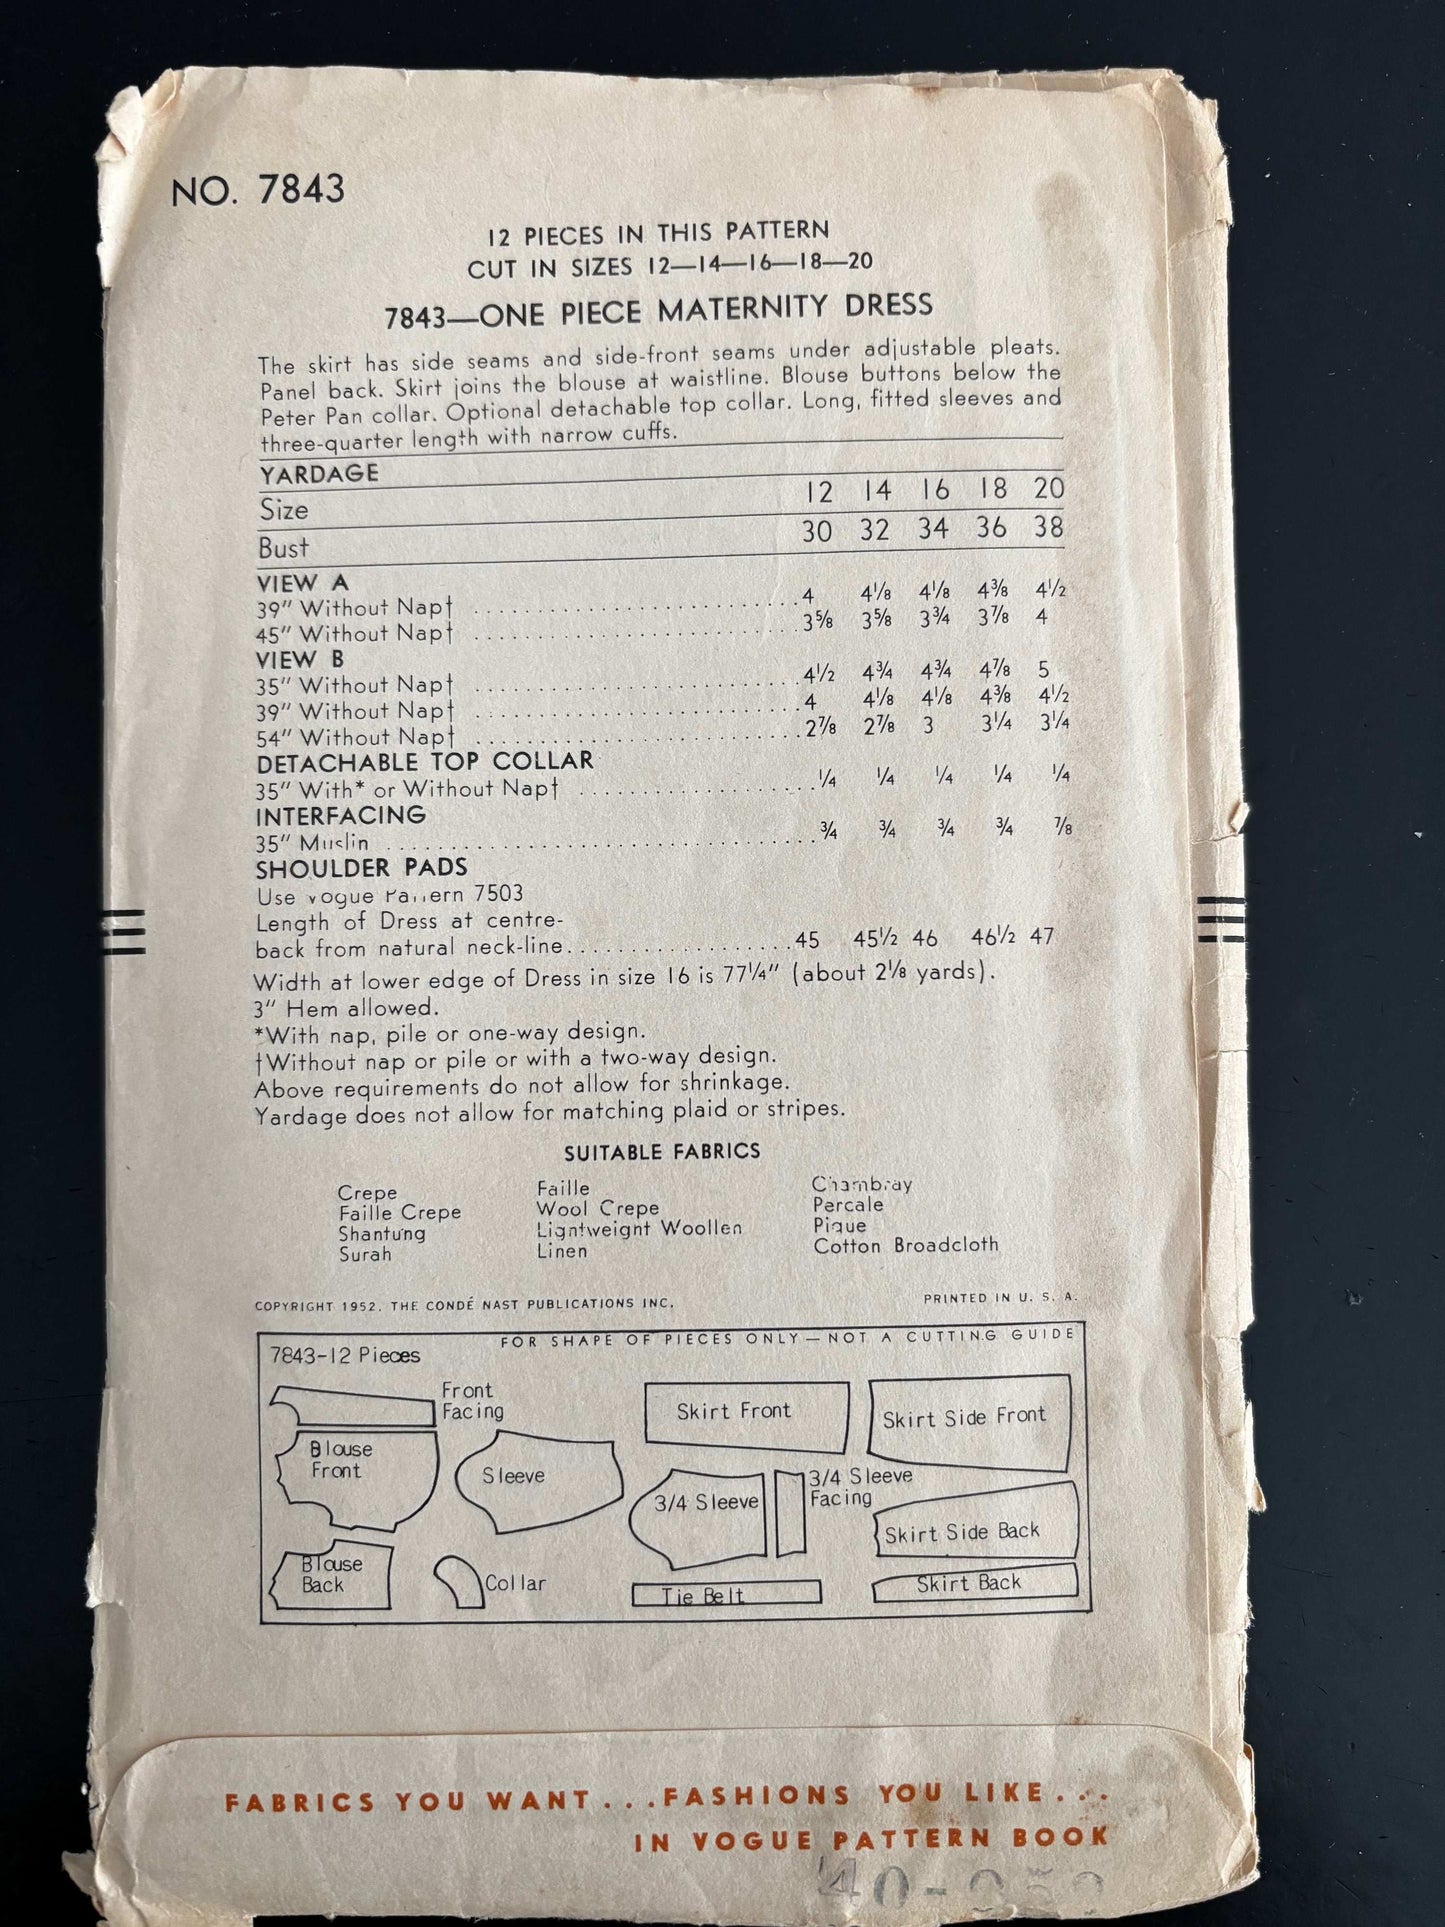 NO. 7843
12 PIECES IN THIS PATTERN
CUT IN SIZES 12—14—16—18—20
7843—ONE PIECE MATERNITY DRESS
The skirt has side seams and side-front seams under adjustable pleats.
Panel back. Skirt joins the blouse at waistline. Blouse buttons below the
Peter Pan collar. Optional detachable top collar. Long, fitted sleeves and
three-quarter length with narrow cuffs.
YARDAGE
Size 12 14 16 18 20
Bust 30 32 34 36 38
VIEW A
39" Without Nap† 4 4⅛ 4⅛ 4⅜ 4½
45" Without Nap† 3⅝ 3⅝ 3¾ 3⅞ 4
VIEW B
35" Without Nap† 4½ 4¾ 4¾ 4⅞ 5
39" Without Nap† 4 4⅛ 4⅛ 4⅜ 4½
54" Without Nap† 2⅞ 2⅞ 3 3¼ 3¼
DETACHABLE TOP COLLAR
35" With* or Without Nap† ¼ ¼ ¼ ¼ ¼
INTERFACING
35" Muslin ¾ ¾ ¾ ¾ ⅞
SHOULDER PADS
Use Vogue Pattern 7503
Length of Dress at centre-
back from natural neck-line 45 45½ 46 46½ 47
Width at lower edge of Dress in size 16 is 77¼" (about 2⅛ yards).
3" Hem allowed.
*With nap, pile or one-way design.
†Without nap or pile or with a two-way design.
Above requirements do not allow for shrinkage.
Yardage does not allow for matching plaid or stripes.
SUITABLE FABRICS
Crepe Faille Chambray
Faille Crepe Wool Crepe Percale
Shantung Lightweight Woollen Pique
Surah Linen Cotton Broadcloth
COPYRIGHT 1952, THE CONDÉ NAST PUBLICATIONS INC. PRINTED IN U. S. A.
FOR SHAPE OF PIECES ONLY—NOT A CUTTING GUIDE
7843-12 Pieces
Front
Facing
Skirt Front
Skirt Side Front
Blouse
Front
Sleeve
3/4 Sleeve
3/4 Sleeve
Facing
Skirt Side Back
Blouse
Back
Collar
Tie Belt
Skirt Back
FABRICS YOU WANT...FASHIONS YOU LIKE...
IN VOGUE PATTERN BOOK